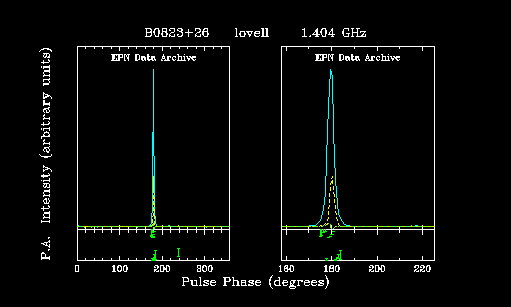 B0823+26 lovell 1.404 GHz
EPN Data Archive EPN Data Archive
P.A. Intensity (arbitrary units)
0 100 200 300 160 180 200 220
Pulse Phase (degrees)